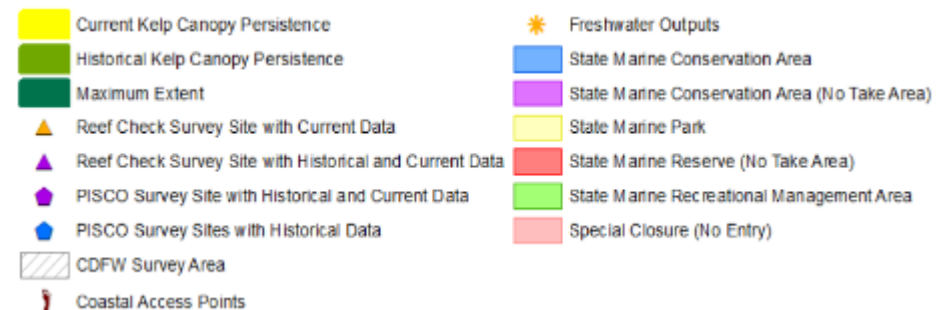 Current Kelp Canopy Persistence
Historical Kelp Canopy Persistence
Maximum Extent
Reef Check Survey Site with Current Data
Reef Check Survey Site with Historical and Current Data
PISCO Survey Site with Historical and Current Data
PISCO Survey Sites with Historical Data
CDFW Survey Area
Coastal Access Points
Freshwater Outputs
State Marine Conservation Area
State Marine Conservation Area (No Take Area)
State Marine Park
State Marine Reserve (No Take Area)
State Marine Recreational Management Area
Special Closure (No Entry)